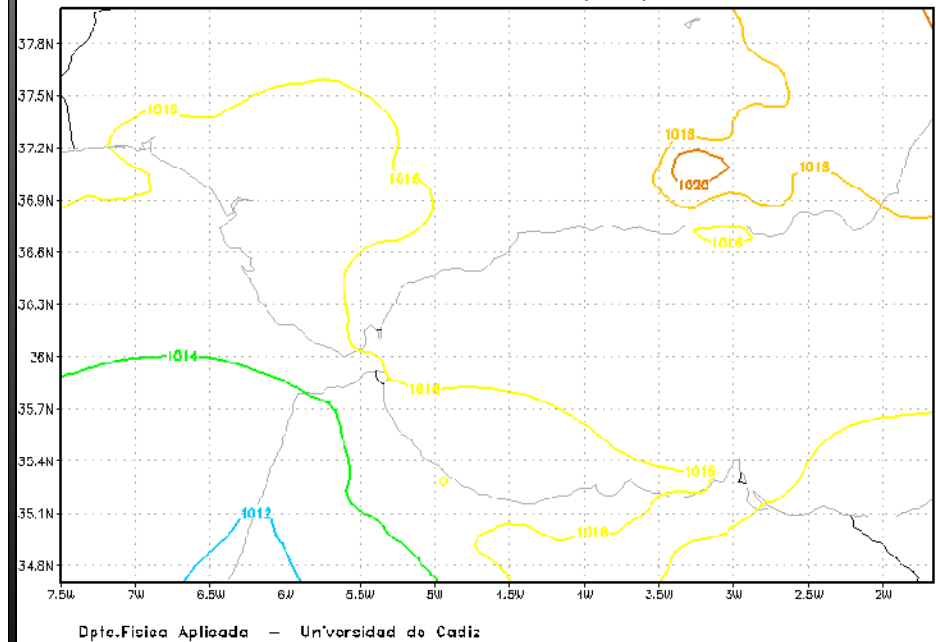 37.8N
37.5N
1018
1018
37.2N
1018
1016
1020
36.9N
1016
36.6N
36.3N
36N
1014
1016
35.7N
35.4N
1016
35.1N
1012
1016
34.8N
7.5W 7W 6.5W 6W 5.5W 5W 4.5W 4W 3.5W 3W 2.5W 2W
Dpto.Fisica Aplicada — Universidad de Cadiz